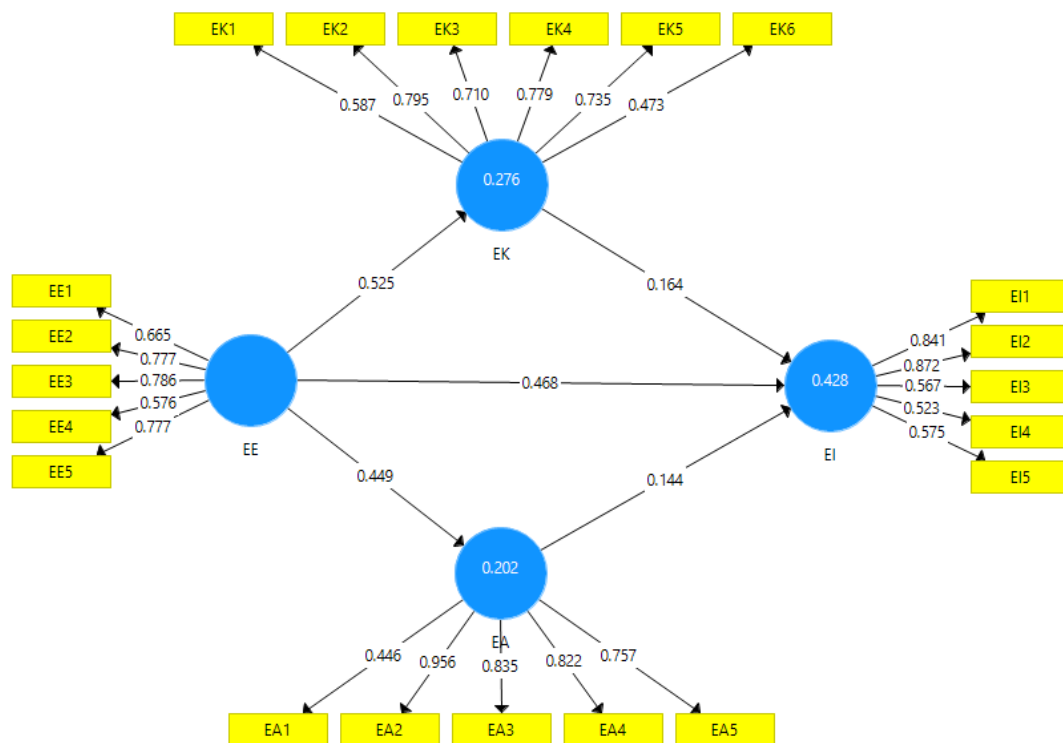 EK1 EK2 EK3 EK4 EK5 EK6
0.587 0.795 0.710 0.779 0.735 0.473
0.276
EK
0.525
0.164
EE1
EE2
EE3
EE4
EE5
0.665
0.777
0.786
0.576
0.777
EE
0.468
0.428
EI
0.841
0.872
0.567
0.523
0.575
EI1
EI2
EI3
EI4
EI5
0.449
0.144
0.202
EA
0.446 0.956 0.835 0.822 0.757
EA1 EA2 EA3 EA4 EA5